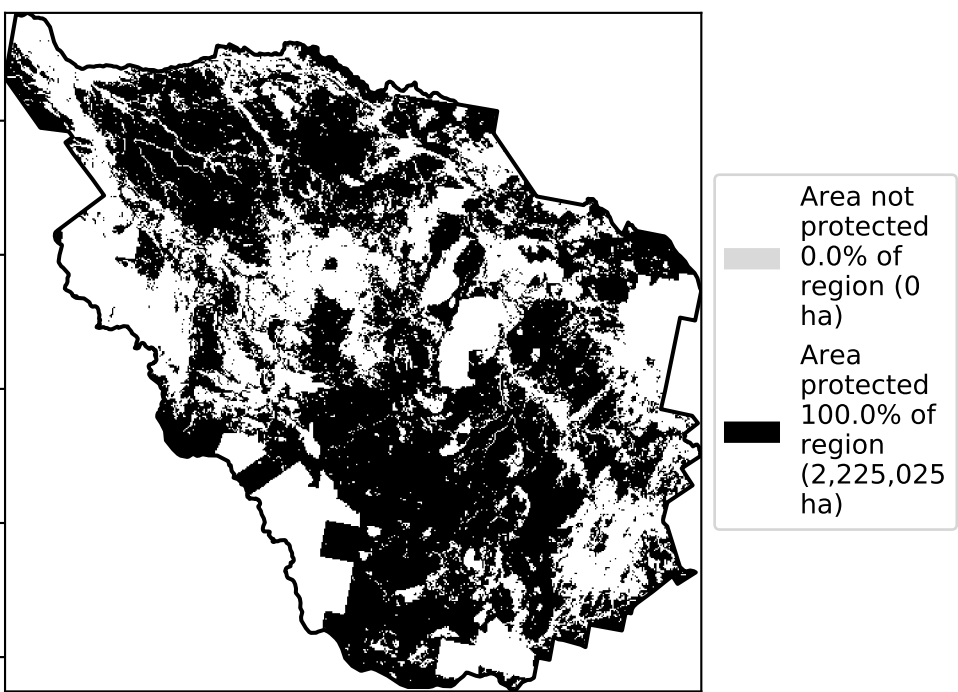 Area not
protected
0.0% of
region (0
ha)
Area
protected
100.0% of
region
(2,225,025
ha)